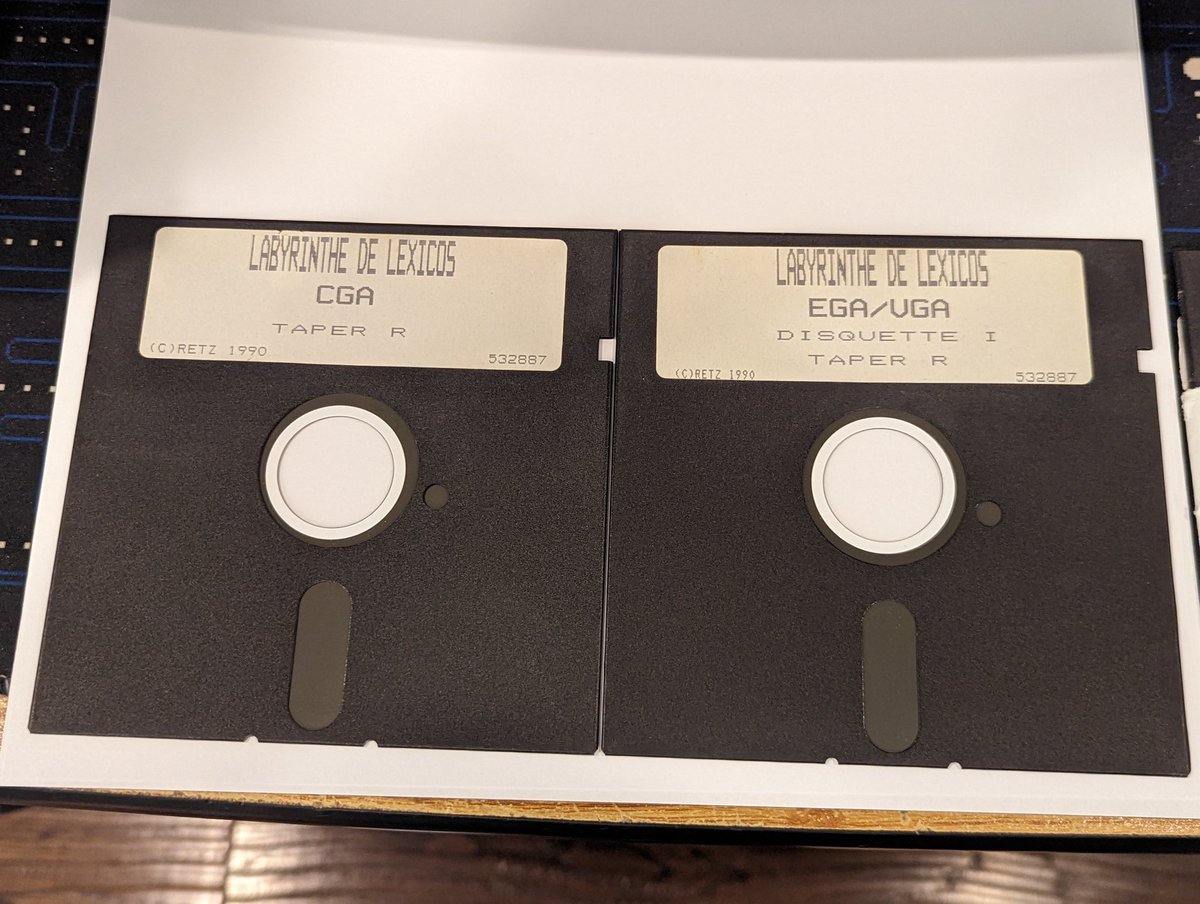 LABYRINTHE DE LEXICOS
CGA
TAPER R
(C)RETZ 1990
532887
LABYRINTHE DE LEXICOS
EGA/VGA
DISQUETTE I
TAPER R
(C)RETZ 1990
532887